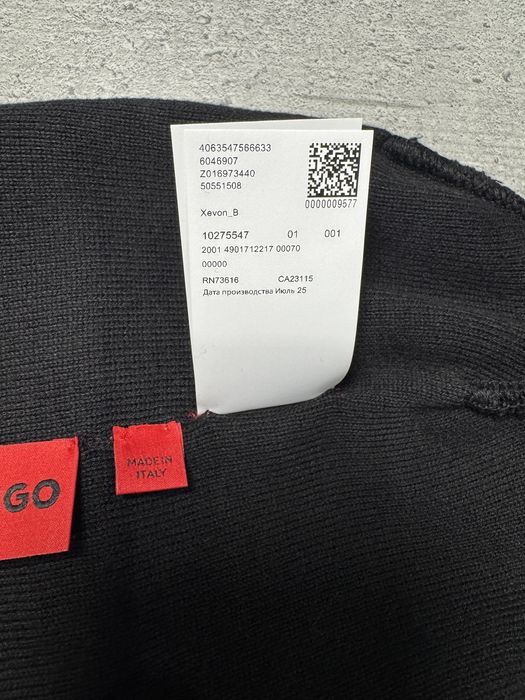 4063547566633
6046907
Z016973440
50551508
Xevon_B
0000009577
10275547 01 001
2001 4901712217 00070
00000
RN73616 CA23115
Дата производства Июль 25
MADE IN
ITALY
GO